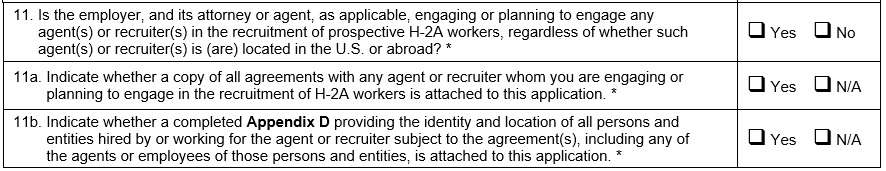 11. Is the employer, and its attorney or agent, as applicable, engaging or planning to engage any
agent(s) or recruiter(s) in the recruitment of prospective H-2A workers, regardless of whether such
agent(s) or recruiter(s) is (are) located in the U.S. or abroad? *
❑ Yes ❑ No
11a. Indicate whether a copy of all agreements with any agent or recruiter whom you are engaging or
planning to engage in the recruitment of H-2A workers is attached to this application. *
❑ Yes ❑ N/A
11b. Indicate whether a completed Appendix D providing the identity and location of all persons and
entities hired by or working for the agent or recruiter subject to the agreement(s), including any of
the agents or employees of those persons and entities, is attached to this application. *
❑ Yes ❑ N/A